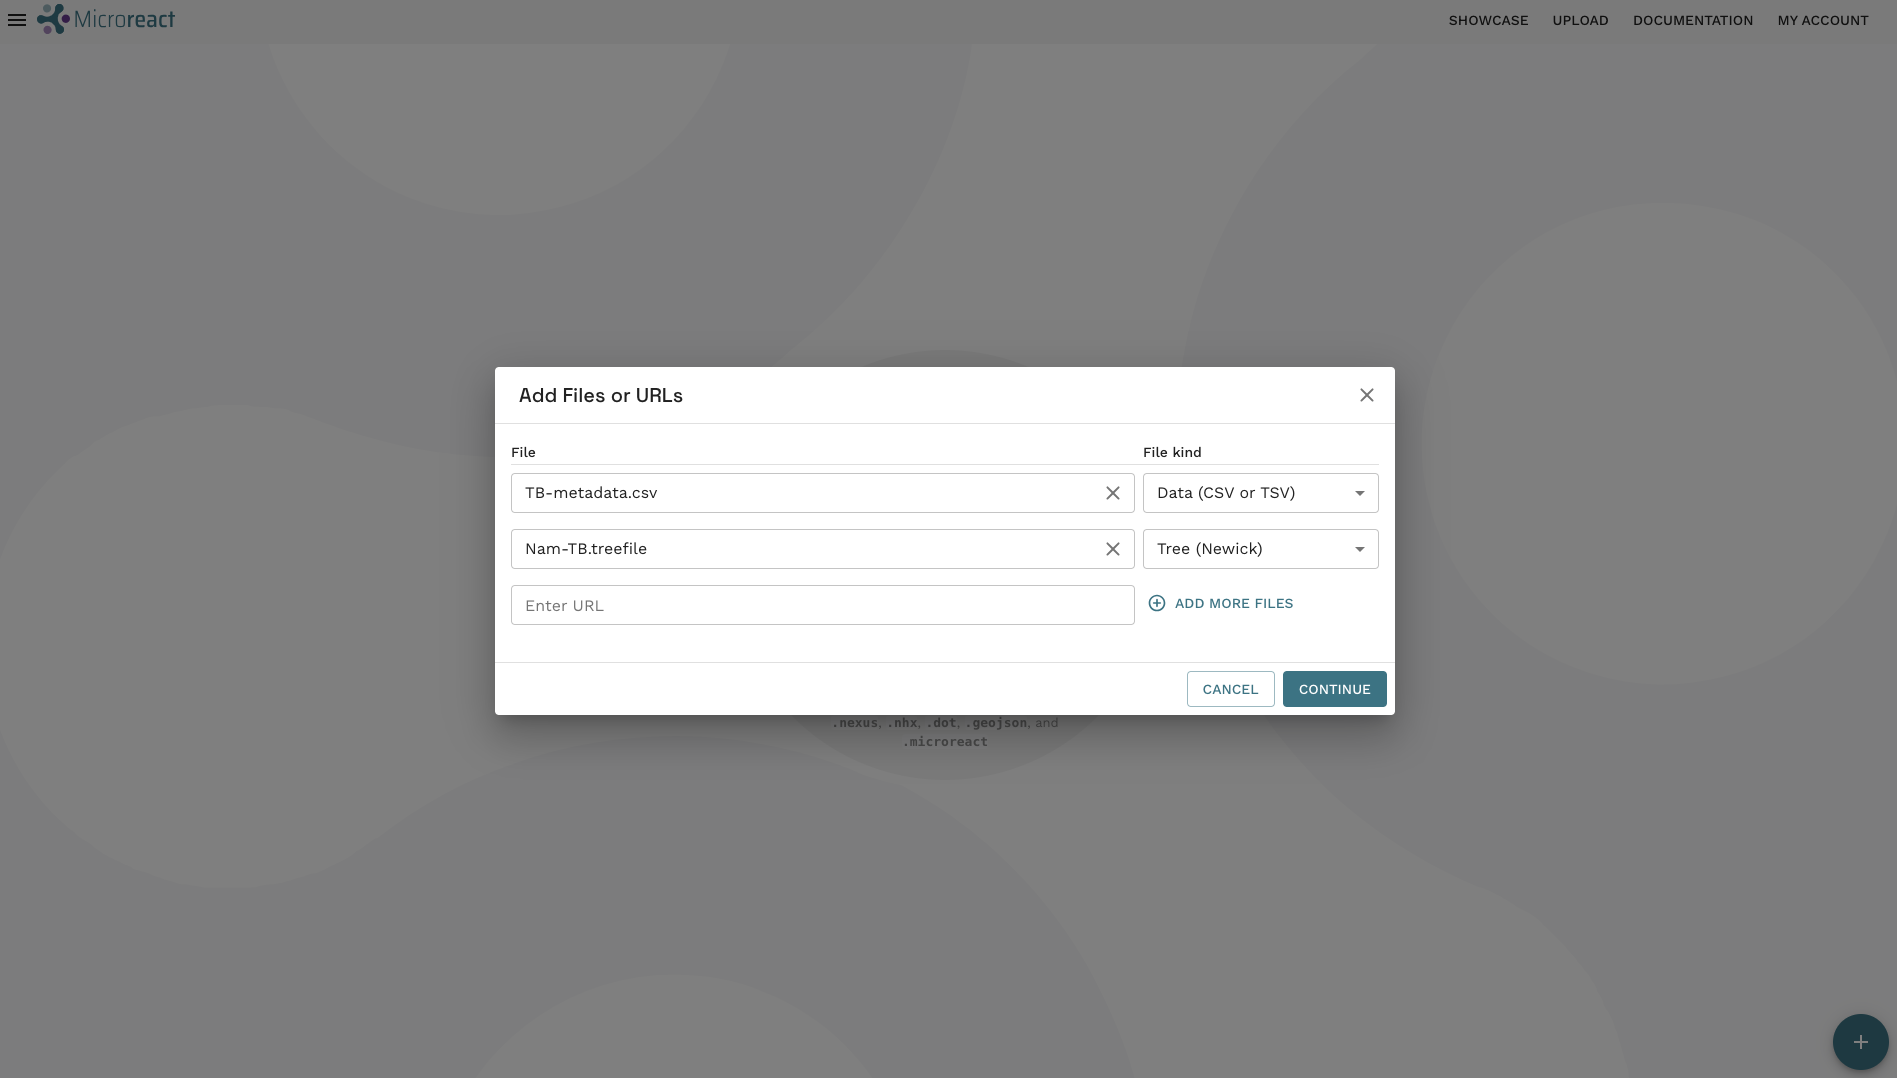 Microreact
SHOWCASE UPLOAD DOCUMENTATION MY ACCOUNT
Add Files or URLs
File File kind
TB-metadata.csv Data (CSV or TSV)
Nam-TB.treefile Tree (Newick)
Enter URL ADD MORE FILES
CANCEL CONTINUE
.nexus, .nhx, .dot, .geojson, and
.microreact